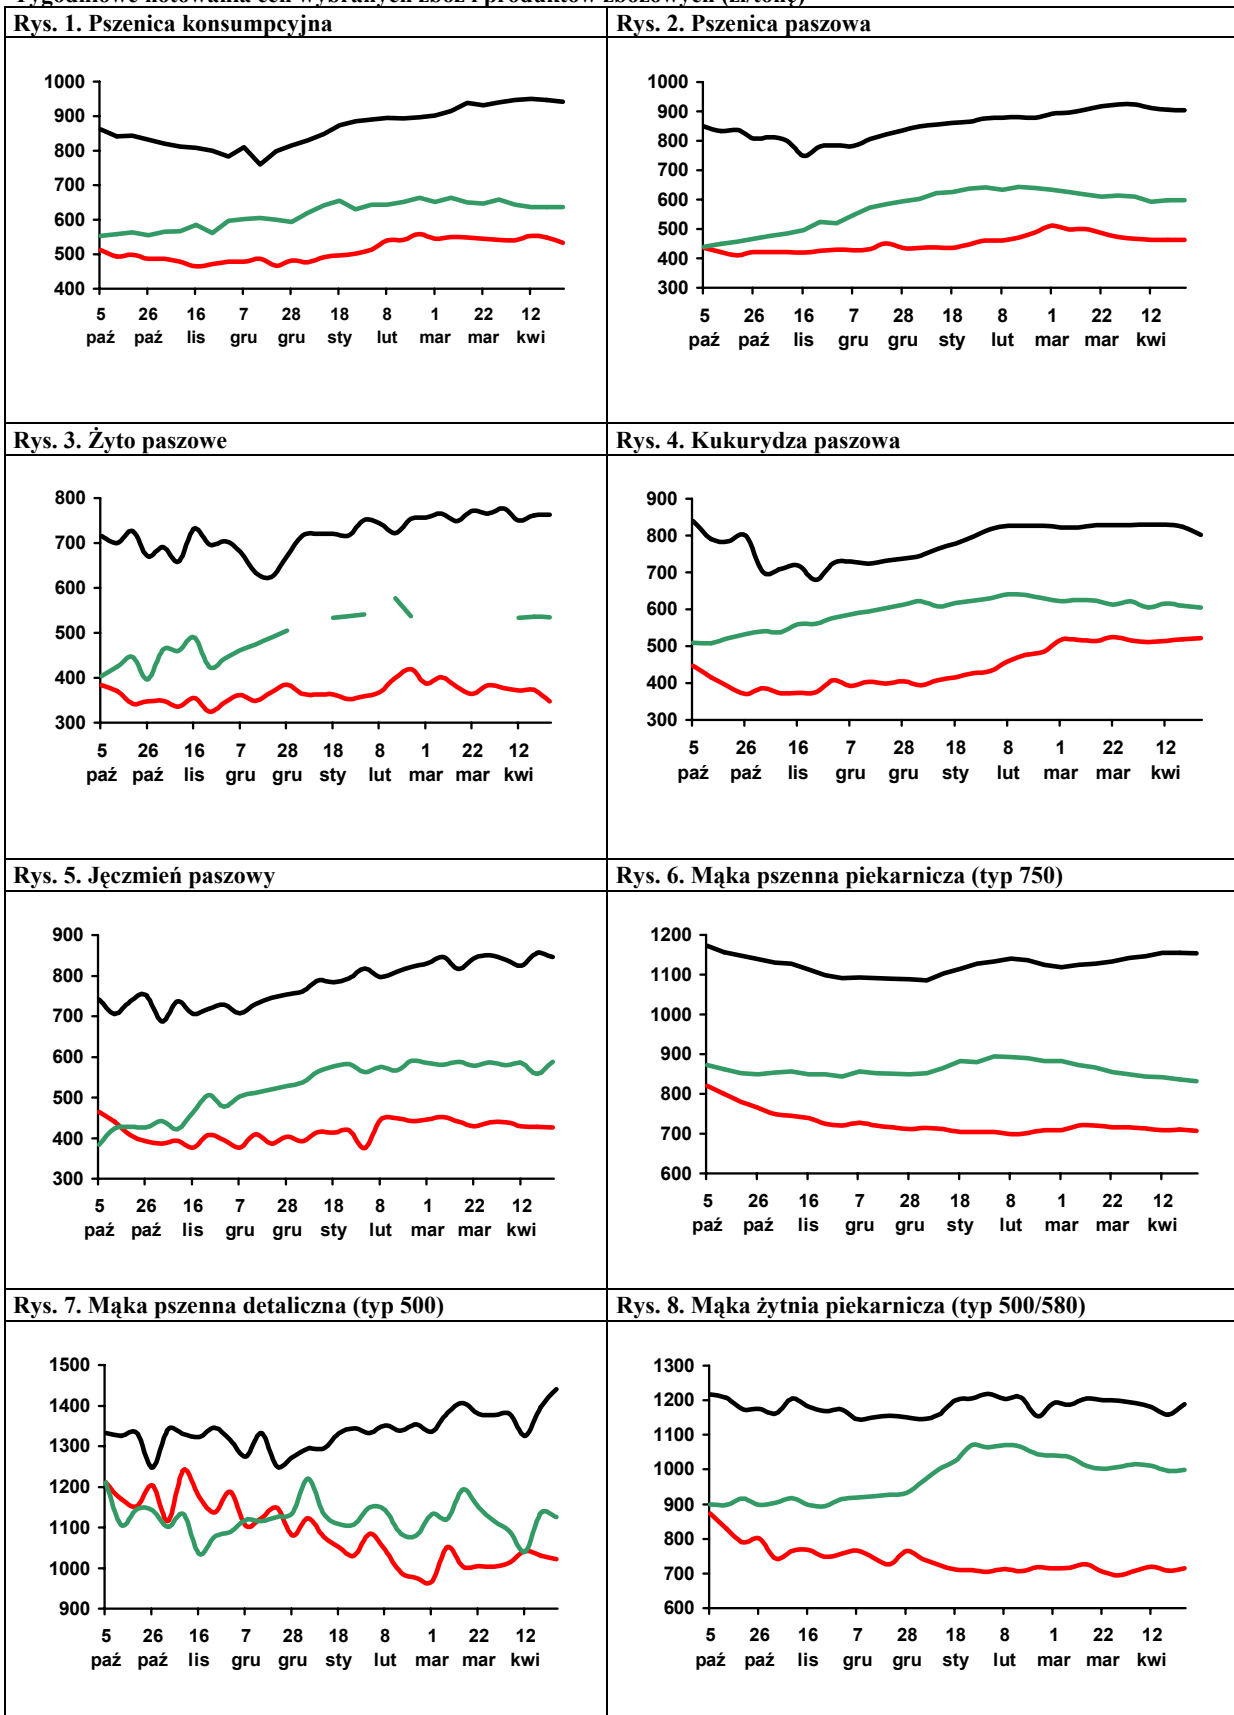 Tygodniowe notowania cen wybranych zbóż i produktów zbożowych (zł/tonę)
Rys. 1. Pszenica konsumpcyjna
1000
900
800
700
600
500
400
5 26 16 7 28 18 8 1 22 12
paź paź lis gru gru sty lut mar mar kwi
Rys. 2. Pszenica paszowa
1000
900
800
700
600
500
400
300
5 26 16 7 28 18 8 1 22 12
paź paź lis gru gru sty lut mar mar kwi
Rys. 3. Żyto paszowe
800
700
600
500
400
300
5 26 16 7 28 18 8 1 22 12
paź paź lis gru gru sty lut mar mar kwi
Rys. 4. Kukurydza paszowa
900
800
700
600
500
400
300
5 26 16 7 28 18 8 1 22 12
paź paź lis gru gru sty lut mar mar kwi
Rys. 5. Jęczmień paszowy
900
800
700
600
500
400
300
5 26 16 7 28 18 8 1 22 12
paź paź lis gru gru sty lut mar mar kwi
Rys. 6. Mąka pszenna piekarnicza (typ 750)
1200
1100
1000
900
800
700
600
5 26 16 7 28 18 8 1 22 12
paź paź lis gru gru sty lut mar mar kwi
Rys. 7. Mąka pszenna detaliczna (typ 500)
1500
1400
1300
1200
1100
1000
900
5 26 16 7 28 18 8 1 22 12
paź paź lis gru gru sty lut mar mar kwi
Rys. 8. Mąka żytnia piekarnicza (typ 500/580)
1300
1200
1100
1000
900
800
700
600
5 26 16 7 28 18 8 1 22 12
paź paź lis gru gru sty lut mar mar kwi